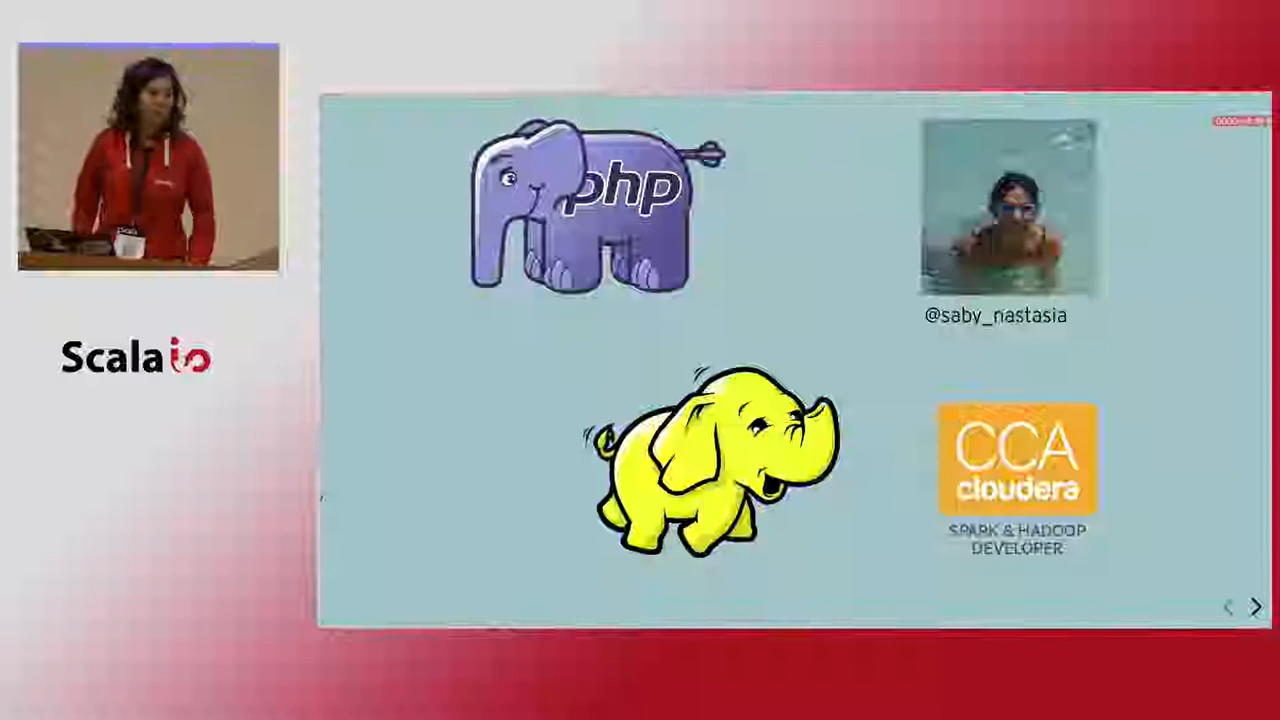 php
@saby_nastasia
Scala io
CCA
cloudera
SPARK & HADOOP
DEVELOPER